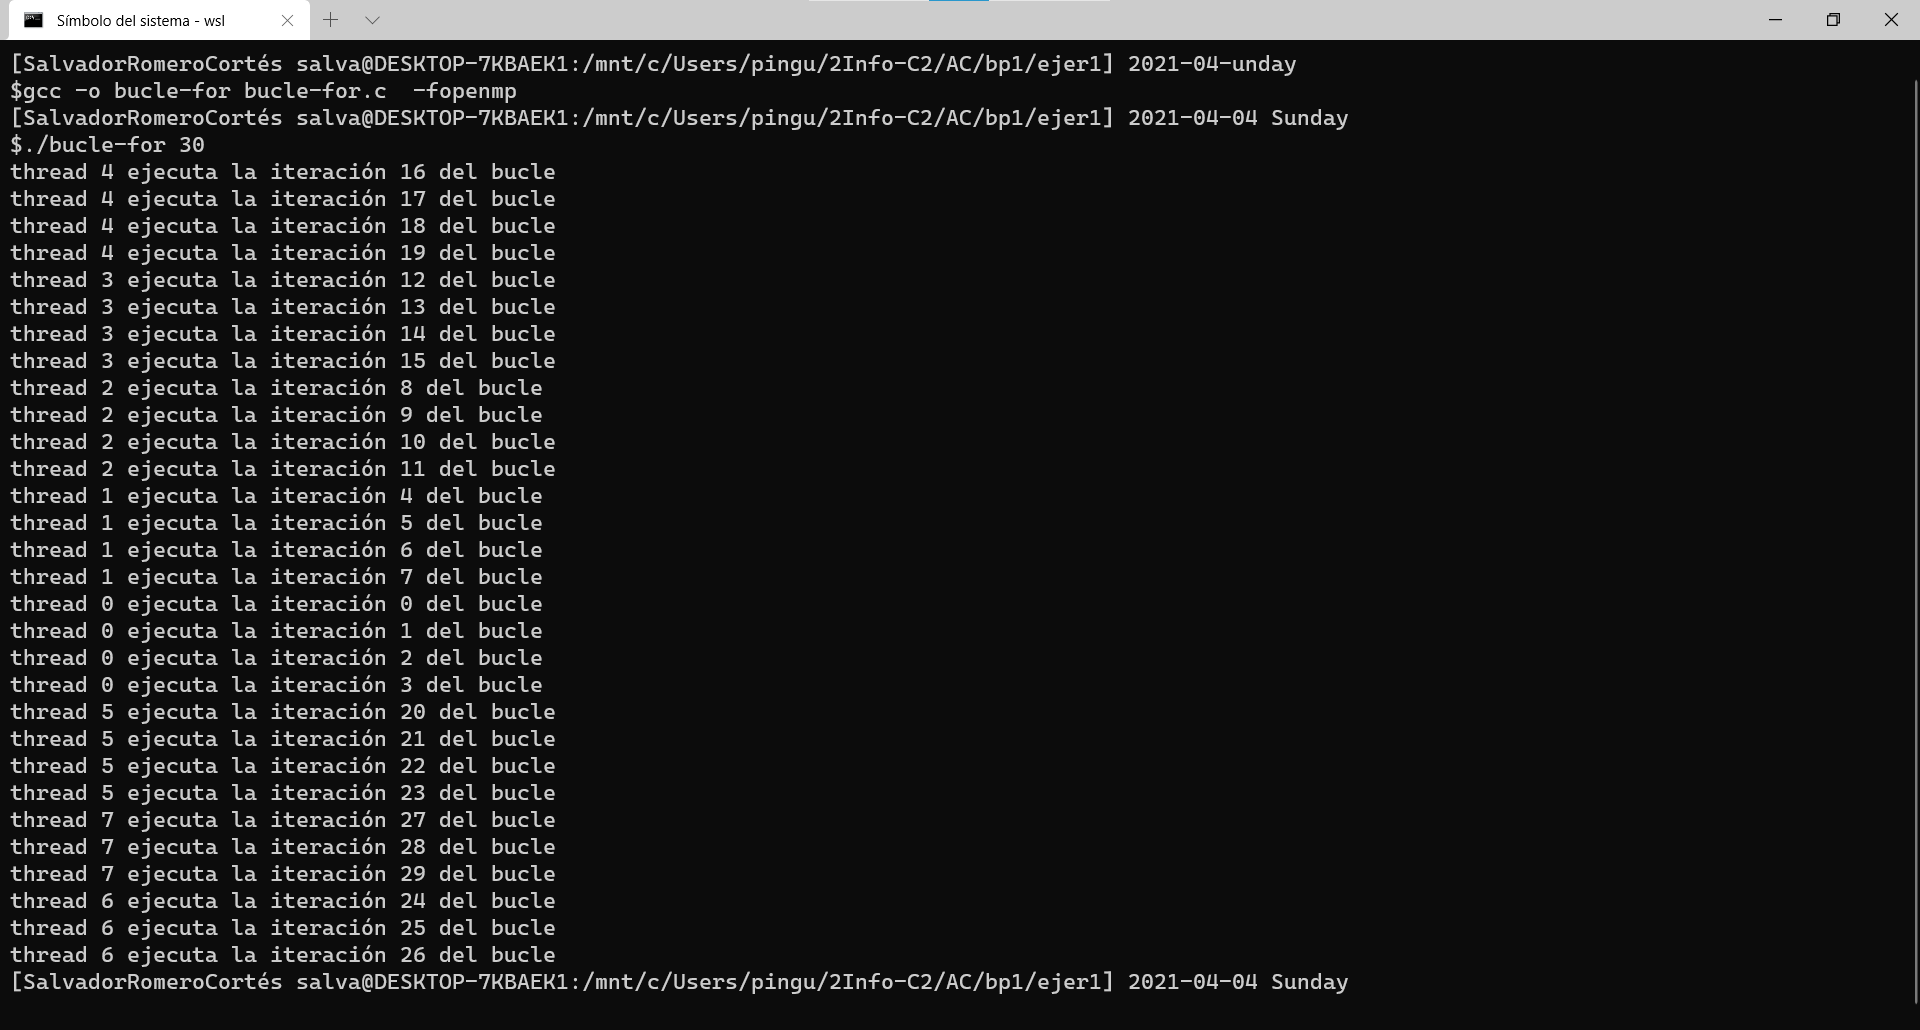 Símbolo del sistema - wsl
[SalvadorRomeroCortés salva@DESKTOP-7KBAEK1:/mnt/c/Users/pingu/2Info-C2/AC/bp1/ejer1] 2021-04-unday
$gcc -o bucle-for bucle-for.c  -fopenmp
[SalvadorRomeroCortés salva@DESKTOP-7KBAEK1:/mnt/c/Users/pingu/2Info-C2/AC/bp1/ejer1] 2021-04-04 Sunday
$./bucle-for 30
thread 4 ejecuta la iteración 16 del bucle
thread 4 ejecuta la iteración 17 del bucle
thread 4 ejecuta la iteración 18 del bucle
thread 4 ejecuta la iteración 19 del bucle
thread 3 ejecuta la iteración 12 del bucle
thread 3 ejecuta la iteración 13 del bucle
thread 3 ejecuta la iteración 14 del bucle
thread 3 ejecuta la iteración 15 del bucle
thread 2 ejecuta la iteración 8 del bucle
thread 2 ejecuta la iteración 9 del bucle
thread 2 ejecuta la iteración 10 del bucle
thread 2 ejecuta la iteración 11 del bucle
thread 1 ejecuta la iteración 4 del bucle
thread 1 ejecuta la iteración 5 del bucle
thread 1 ejecuta la iteración 6 del bucle
thread 1 ejecuta la iteración 7 del bucle
thread 0 ejecuta la iteración 0 del bucle
thread 0 ejecuta la iteración 1 del bucle
thread 0 ejecuta la iteración 2 del bucle
thread 0 ejecuta la iteración 3 del bucle
thread 5 ejecuta la iteración 20 del bucle
thread 5 ejecuta la iteración 21 del bucle
thread 5 ejecuta la iteración 22 del bucle
thread 5 ejecuta la iteración 23 del bucle
thread 7 ejecuta la iteración 27 del bucle
thread 7 ejecuta la iteración 28 del bucle
thread 7 ejecuta la iteración 29 del bucle
thread 6 ejecuta la iteración 24 del bucle
thread 6 ejecuta la iteración 25 del bucle
thread 6 ejecuta la iteración 26 del bucle
[SalvadorRomeroCortés salva@DESKTOP-7KBAEK1:/mnt/c/Users/pingu/2Info-C2/AC/bp1/ejer1] 2021-04-04 Sunday